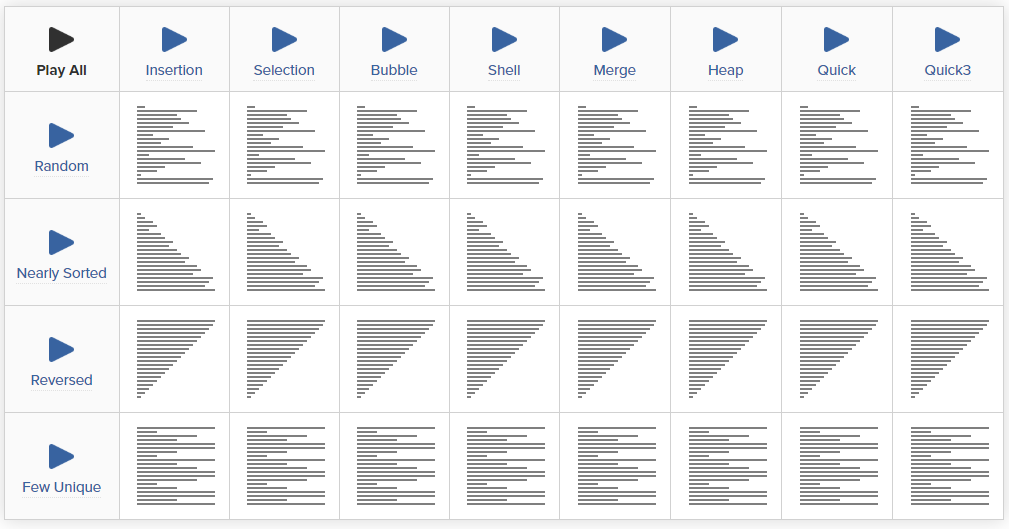 Play All
Insertion
Selection
Bubble
Shell
Merge
Heap
Quick
Quick3
Random
Nearly Sorted
Reversed
Few Unique